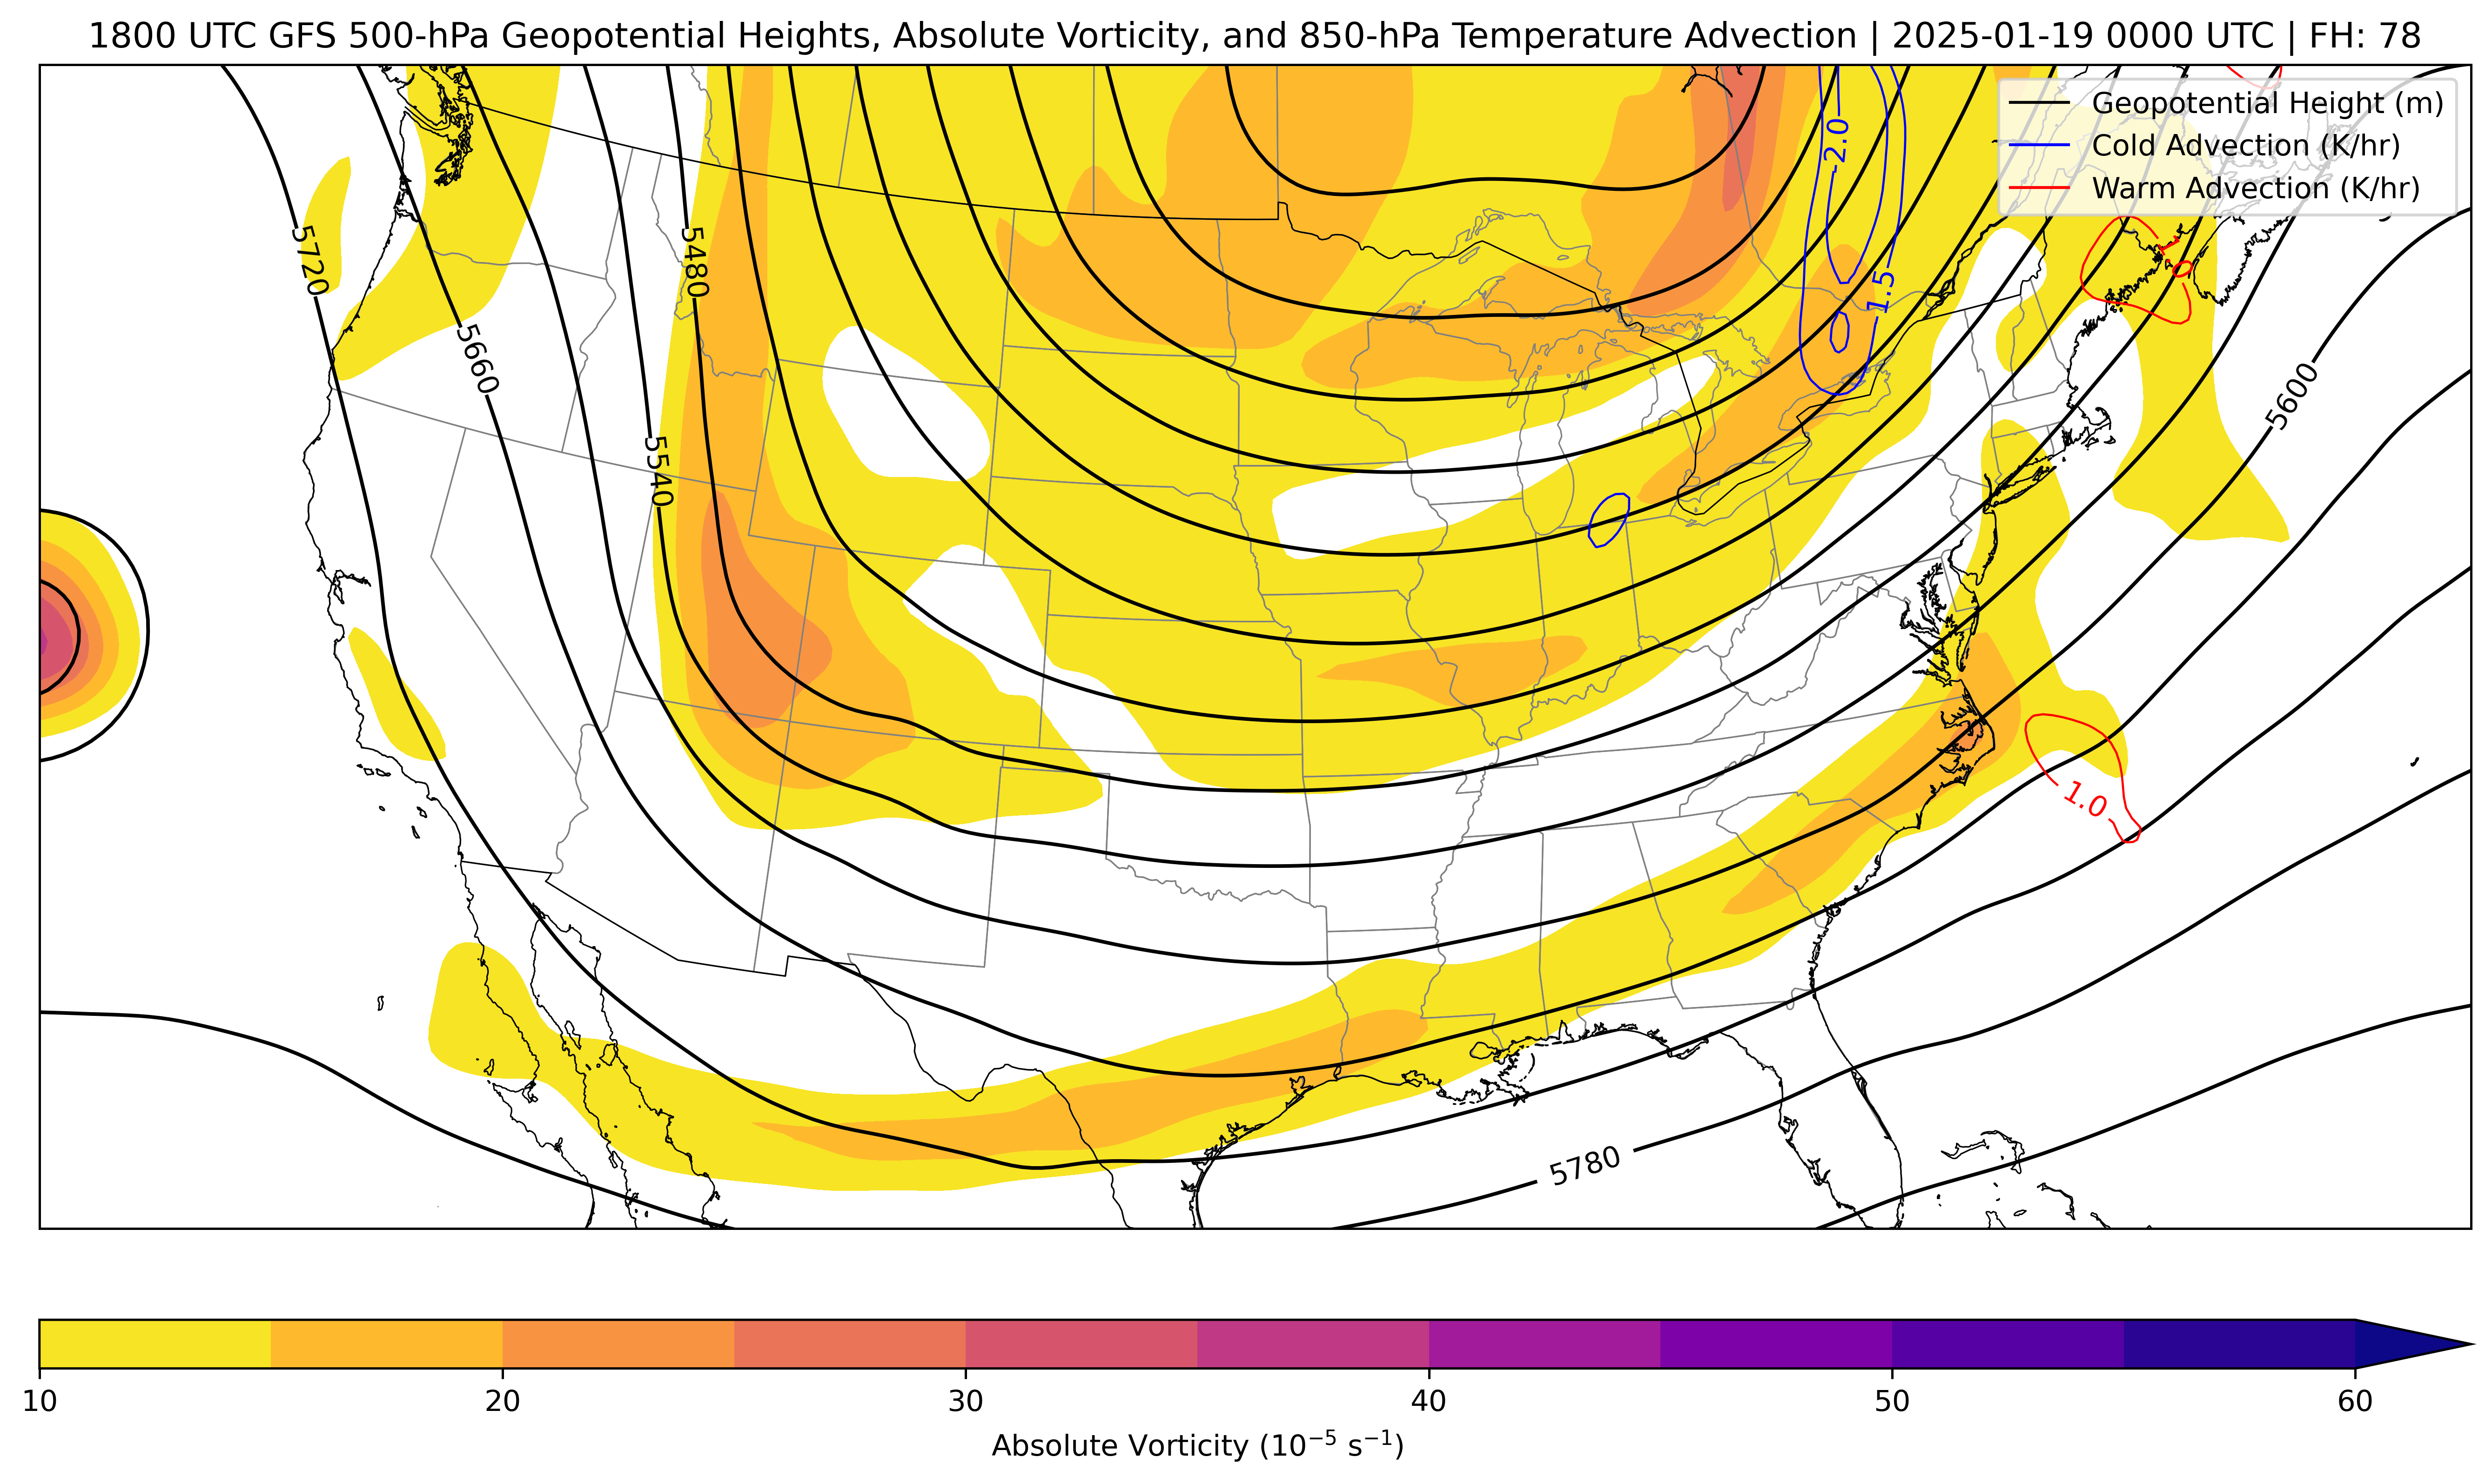 1800 UTC GFS 500-hPa Geopotential Heights, Absolute Vorticity, and 850-hPa Temperature Advection | 2025-01-19 0000 UTC | FH: 78
Geopotential Height (m)
Cold Advection (K/hr)
Warm Advection (K/hr)
-2.0
5720
5480
-1.5
5660
5600
5540
1.0
5780
10 20 30 40 50 60
Absolute Vorticity (10⁻⁵ s⁻¹)